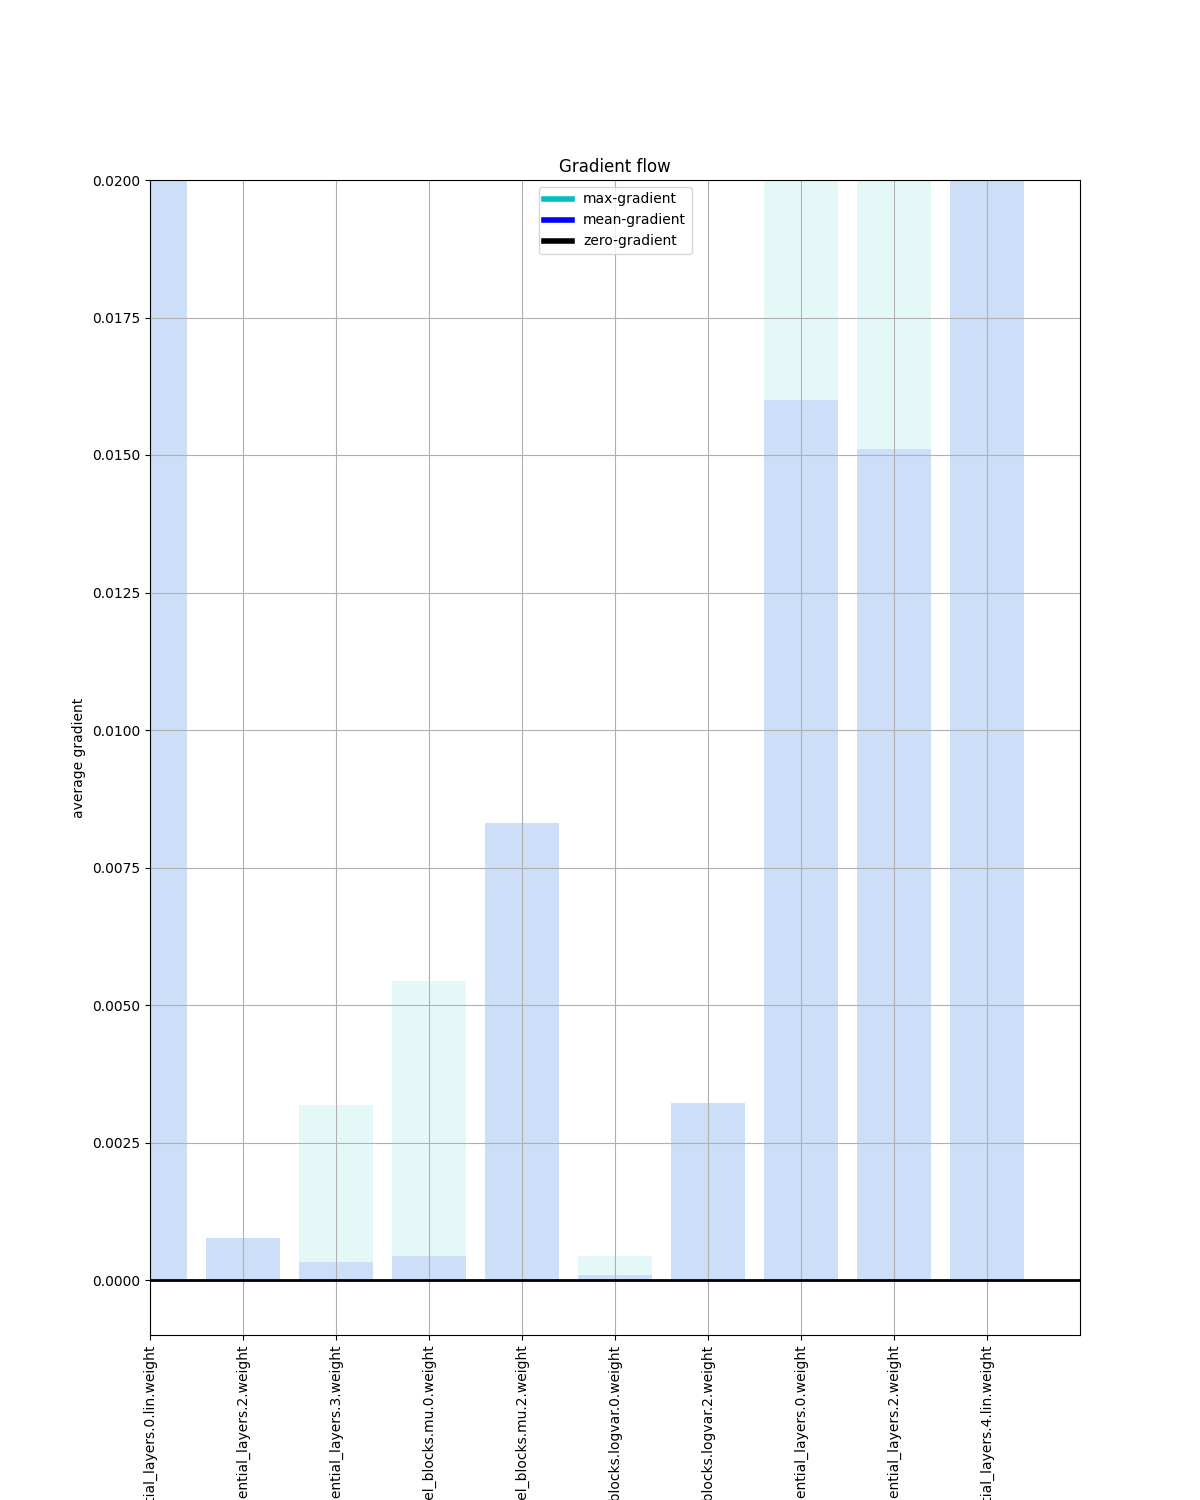 Gradient flow
max-gradient
mean-gradient
zero-gradient
0.0200
0.0175
0.0150
0.0125
0.0100
0.0075
0.0050
0.0025
0.0000
average gradient
tial_layers.0.lin.weight
ential_layers.2.weight
ential_layers.3.weight
el_blocks.mu.0.weight
el_blocks.mu.2.weight
blocks.logvar.0.weight
blocks.logvar.2.weight
ential_layers.0.weight
ential_layers.2.weight
tial_layers.4.lin.weight